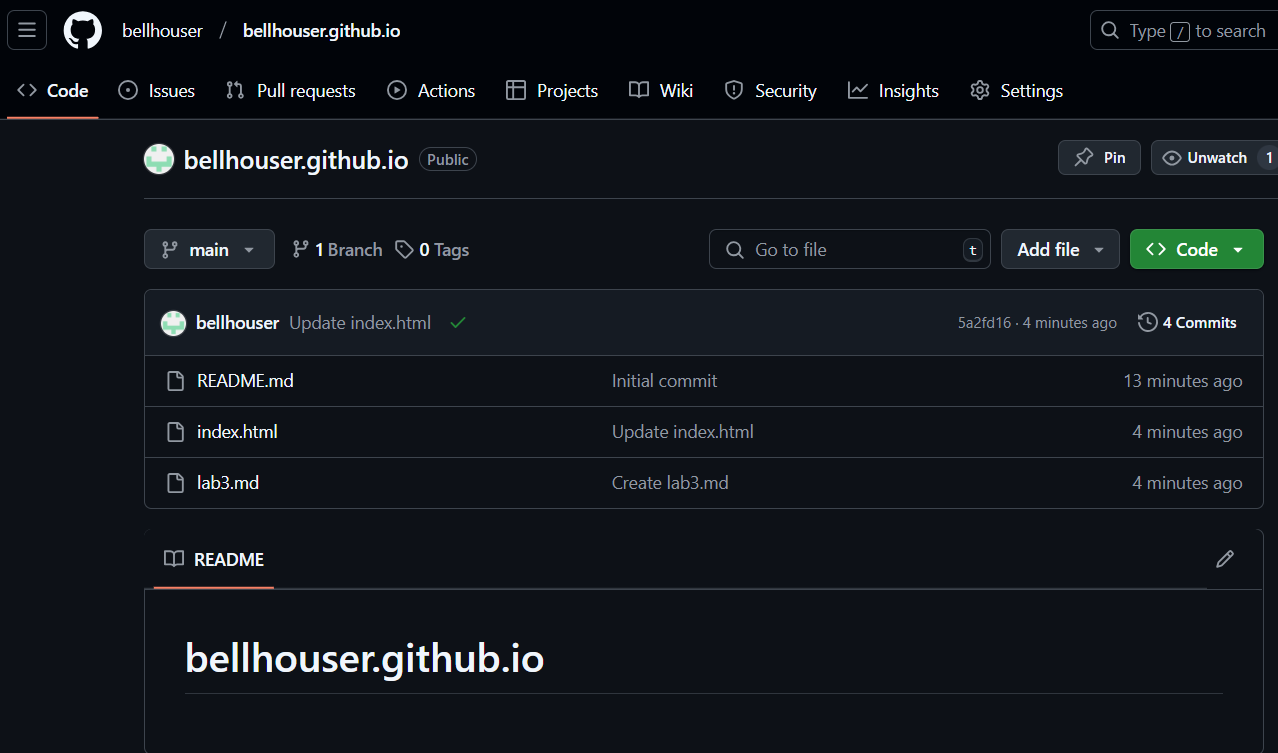 bellhouser / bellhouser.github.io Type / to search
Code Issues Pull requests Actions Projects Wiki Security Insights Settings
bellhouser.github.io Public Pin Unwatch 1
main 1 Branch 0 Tags Go to file t Add file Code
bellhouser Update index.html 5a2fd16 · 4 minutes ago 4 Commits
README.md Initial commit 13 minutes ago
index.html Update index.html 4 minutes ago
lab3.md Create lab3.md 4 minutes ago
README
bellhouser.github.io